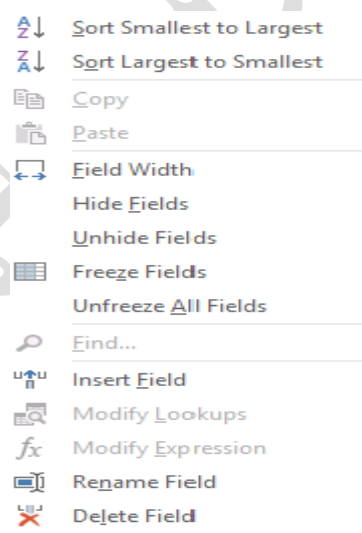 Sort Smallest to Largest
Sort Largest to Smallest
Copy
Paste
Field Width
Hide Fields
Unhide Fields
Freeze Fields
Unfreeze All Fields
Find...
Insert Field
Modify Lookups
Modify Expression
Rename Field
Delete Field